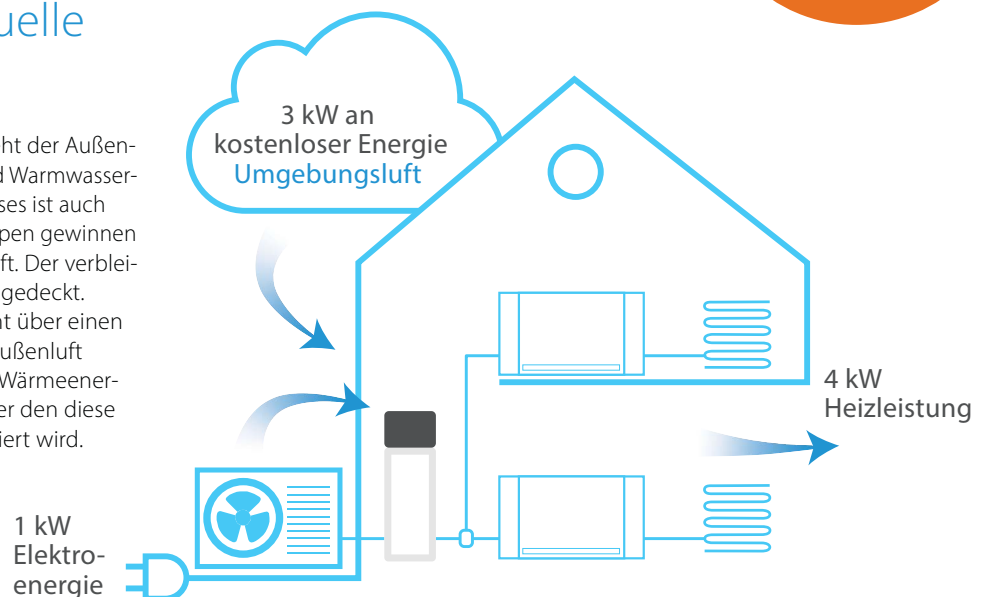 uelle
ht der Außen-
d Warmwasser-
ses ist auch
pen gewinnen
ft. Der verblei-
gedeckt.
nt über einen
ußenluft
Wärmeener-
er den diese
iert wird.
3 kW an
kostenloser Energie
Umgebungsluft
4 kW
Heizleistung
1 kW
Elektro-
energie